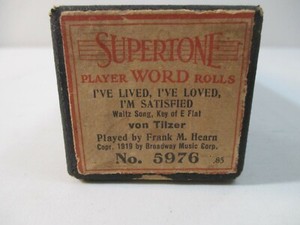 SUPERTONE
PLAYER WORD ROLLS
I'VE LIVED, I'VE LOVED,
I'M SATISFIED
Waltz Song, Key of E Flat
von Tilzer
Played by Frank M. Hearn
Copr. 1919 by Broadway Music Corp.
No. 5976 .85